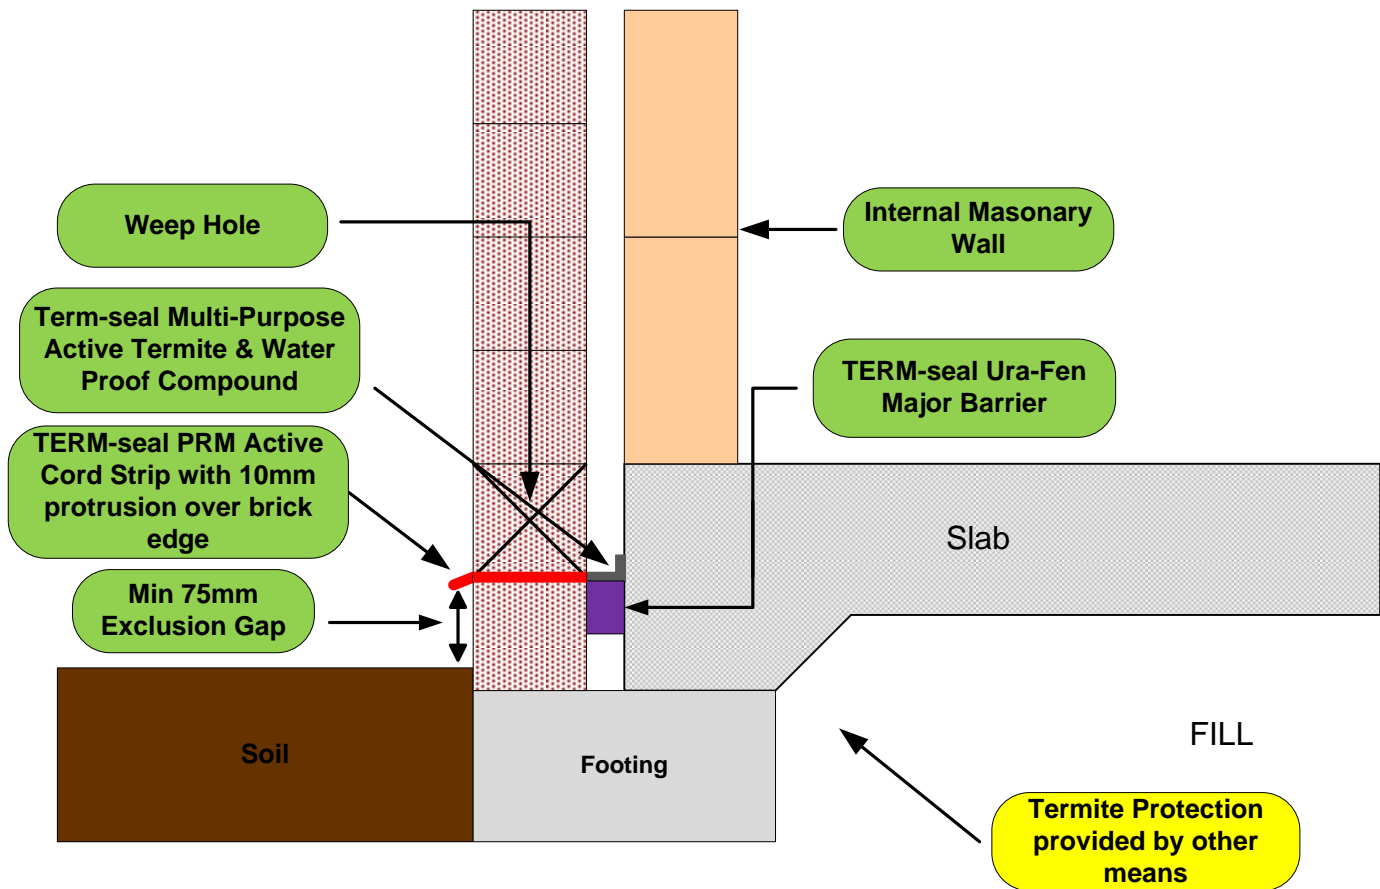 Weep Hole
Term-seal Multi-Purpose
Active Termite & Water
Proof Compound
TERM-seal PRM Active
Cord Strip with 10mm
protrusion over brick
edge
Min 75mm
Exclusion Gap
Internal Masonary
Wall
TERM-seal Ura-Fen
Major Barrier
Slab
Soil
Footing
FILL
Termite Protection
provided by other
means